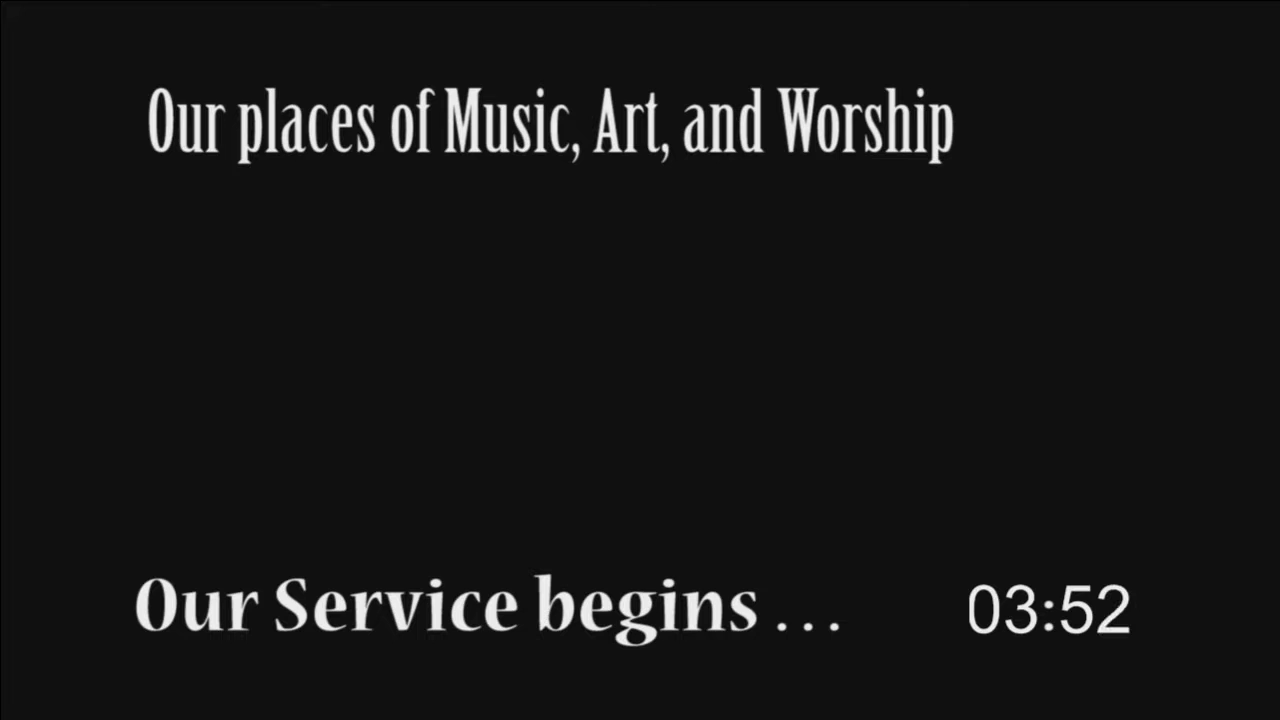 Our places of Music, Art, and Worship
Our Service begins ... 03:52